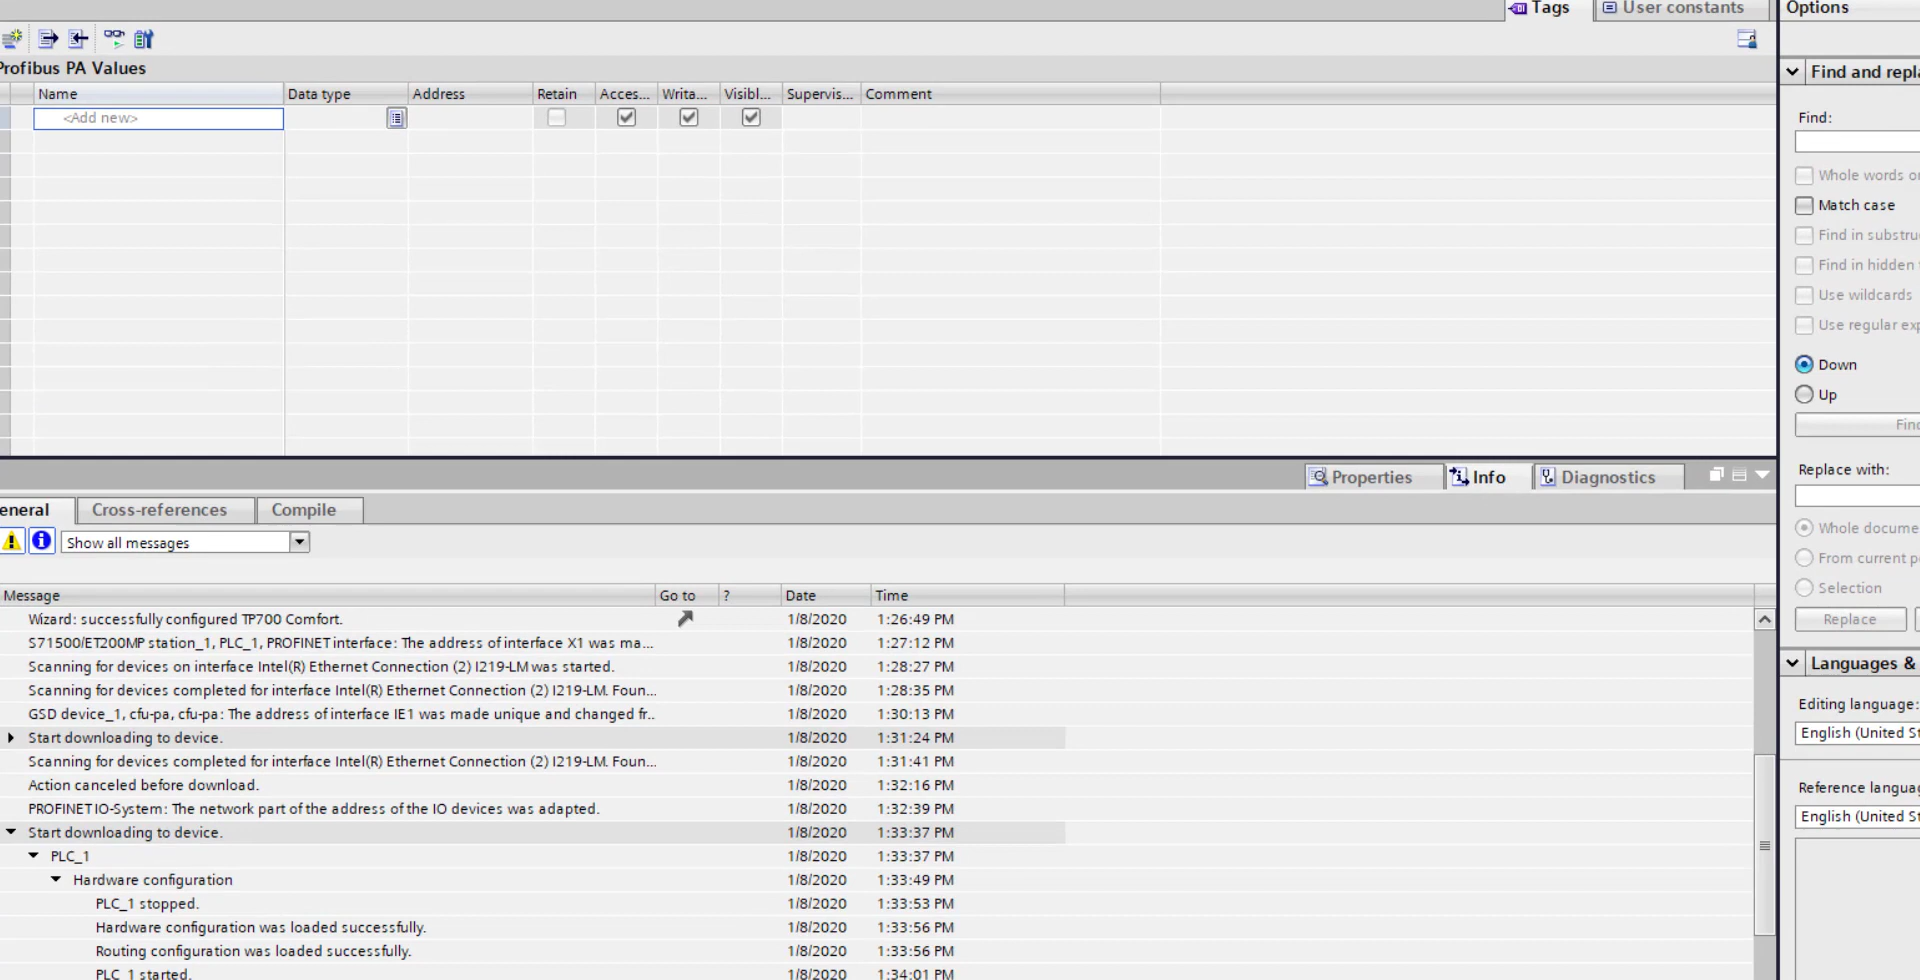 Tags User constants Options
Profibus PA Values
Find and repla
Name Data type Address Retain Acces... Writa... Visibl... Supervis... Comment
<Add new>
Find:
Whole words or
Match case
Find in substru
Find in hidden
Use wildcards
Use regular exp
Down
Up
Find
Replace with:
Properties Info Diagnostics
eneral Cross-references Compile
Whole docume
Show all messages
From current p
Selection
Message Go to ? Date Time
Replace
Wizard: successfully configured TP700 Comfort. 1/8/2020 1:26:49 PM
S71500/ET200MP station_1, PLC_1, PROFINET interface: The address of interface X1 was ma... 1/8/2020 1:27:12 PM
Languages &
Scanning for devices on interface Intel(R) Ethernet Connection (2) I219-LM was started. 1/8/2020 1:28:27 PM
Scanning for devices completed for interface Intel(R) Ethernet Connection (2) I219-LM. Foun... 1/8/2020 1:28:35 PM
Editing language:
GSD device_1, cfu-pa, cfu-pa: The address of interface IE1 was made unique and changed fr.. 1/8/2020 1:30:13 PM
English (United St
Start downloading to device. 1/8/2020 1:31:24 PM
Scanning for devices completed for interface Intel(R) Ethernet Connection (2) I219-LM. Foun... 1/8/2020 1:31:41 PM
Action canceled before download. 1/8/2020 1:32:16 PM
Reference languag
PROFINET IO-System: The network part of the address of the IO devices was adapted. 1/8/2020 1:32:39 PM
English (United St
Start downloading to device. 1/8/2020 1:33:37 PM
PLC_1 1/8/2020 1:33:37 PM
Hardware configuration 1/8/2020 1:33:49 PM
PLC_1 stopped. 1/8/2020 1:33:53 PM
Hardware configuration was loaded successfully. 1/8/2020 1:33:56 PM
Routing configuration was loaded successfully. 1/8/2020 1:33:56 PM
PLC_1 started. 1/8/2020 1:34:01 PM